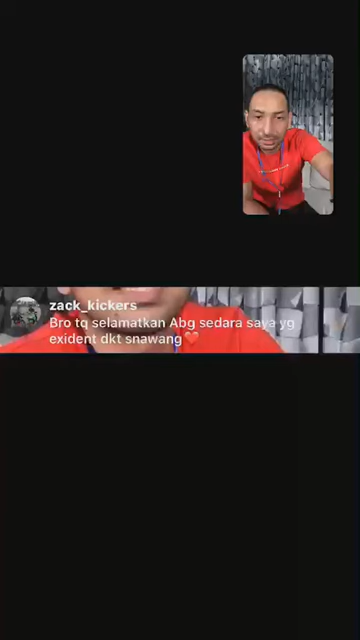 zack_kickers
Bro tq selamatkan Abg sedara saya yg
exident dkt snawang❤️